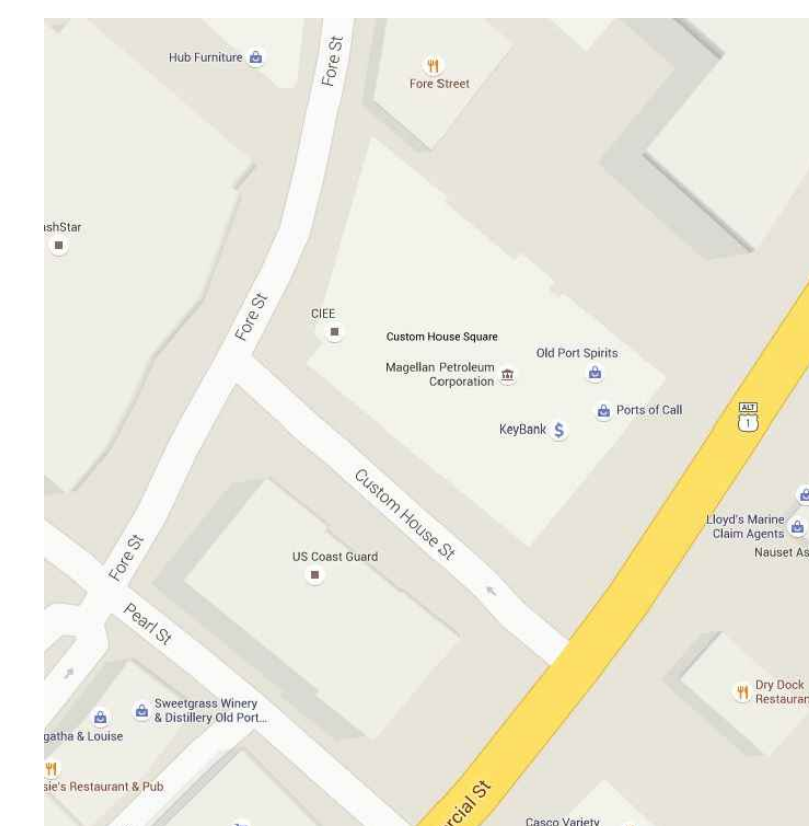 Hub Furniture
Fore St
Fore Street
ishStar
CIEE
Fore St
Custom House Square
Old Port Spirits
Magellan Petroleum
Corporation
Ports of Call
ALT
1
KeyBank $
Custom House St
Lloyd's Marine
Claim Agents
Nauset As
Fore St
US Coast Guard
Pearl St
Dry Dock
Restauran
Sweetgrass Winery
& Distillery Old Port...
gatha & Louise
sie's Restaurant & Pub
rcial St
Casco Variety